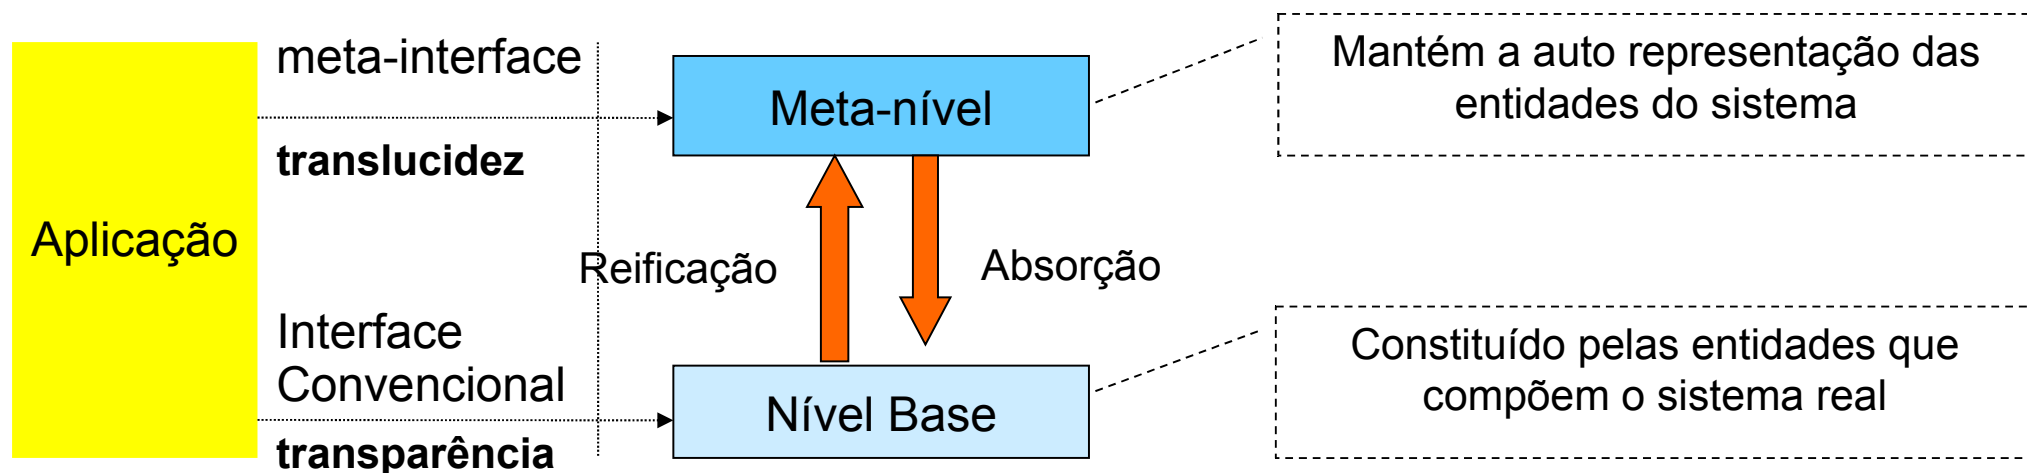 Aplicação
meta-interface
translucidez
Interface
Convencional
transparência
Meta-nível
Reificação
Absorção
Nível Base
Mantém a auto representação das
entidades do sistema
Constituído pelas entidades que
compõem o sistema real